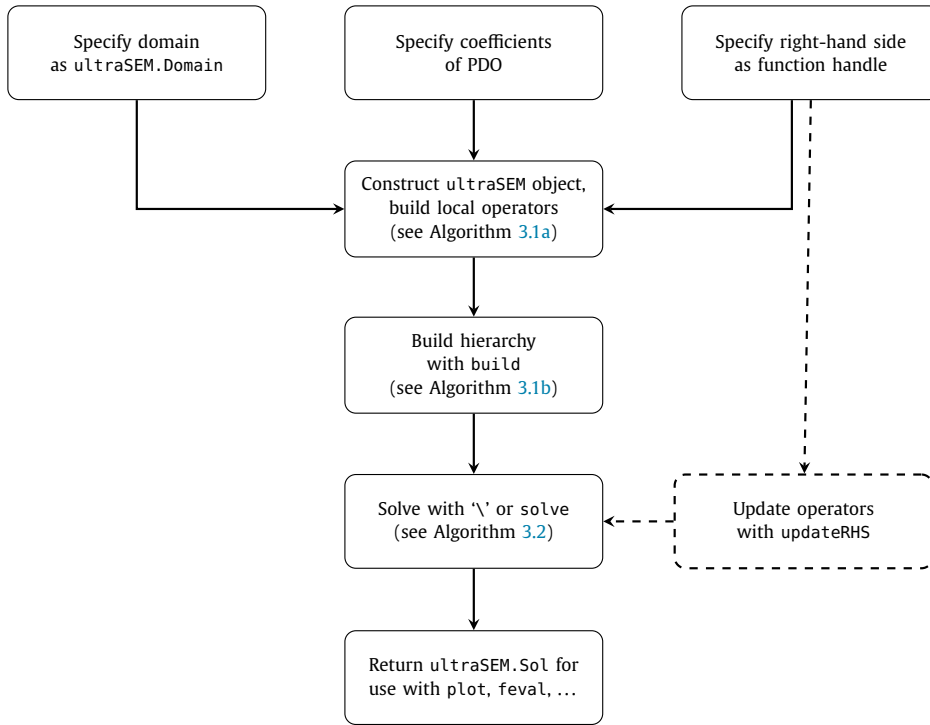 Specify domain
as ultraSEM.Domain
Specify coefficients
of PDO
Specify right-hand side
as function handle
Construct ultraSEM object,
build local operators
(see Algorithm 3.1a)
Build hierarchy
with build
(see Algorithm 3.1b)
Solve with ‘\’ or solve
(see Algorithm 3.2)
Update operators
with updateRHS
Return ultraSEM.Sol for
use with plot, feval, ...